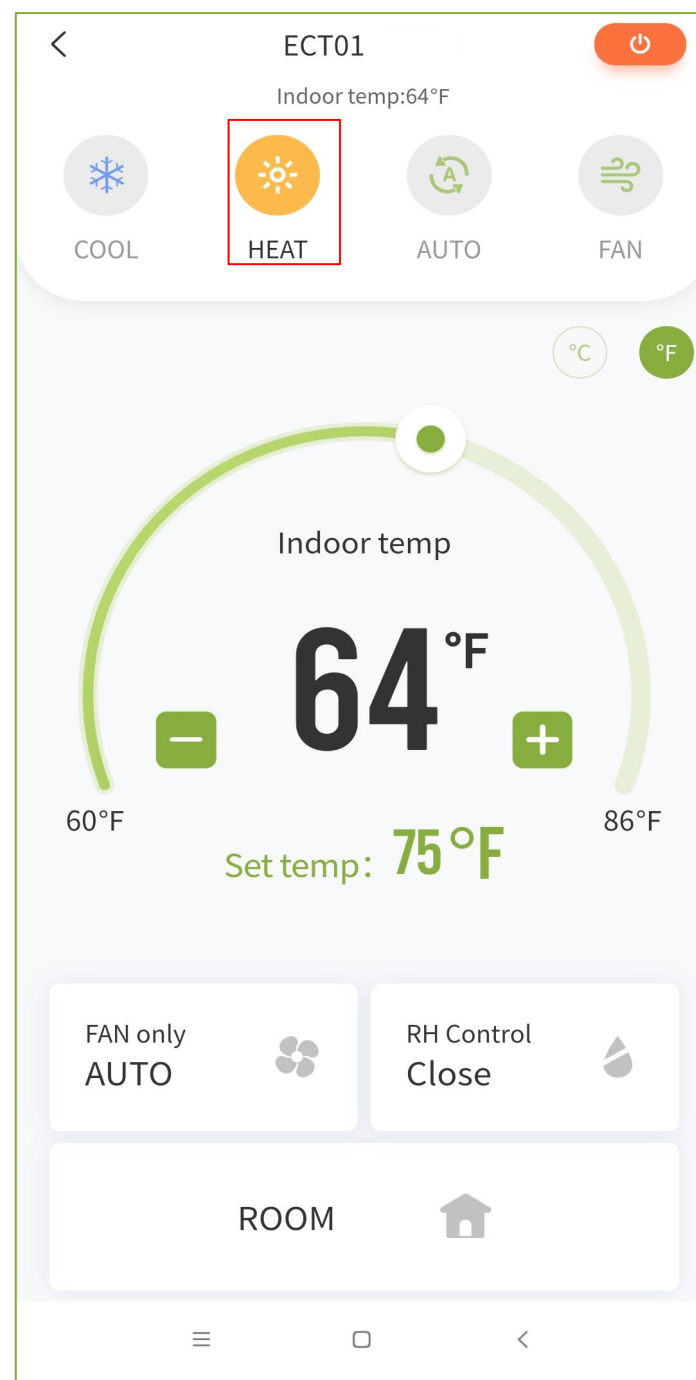 ECT01
Indoor temp:64°F
A
COOL HEAT AUTO FAN
°C °F
Indoor temp
64°F
60°F 86°F
Set temp: 75°F
FAN only
AUTO
RH Control
Close
ROOM